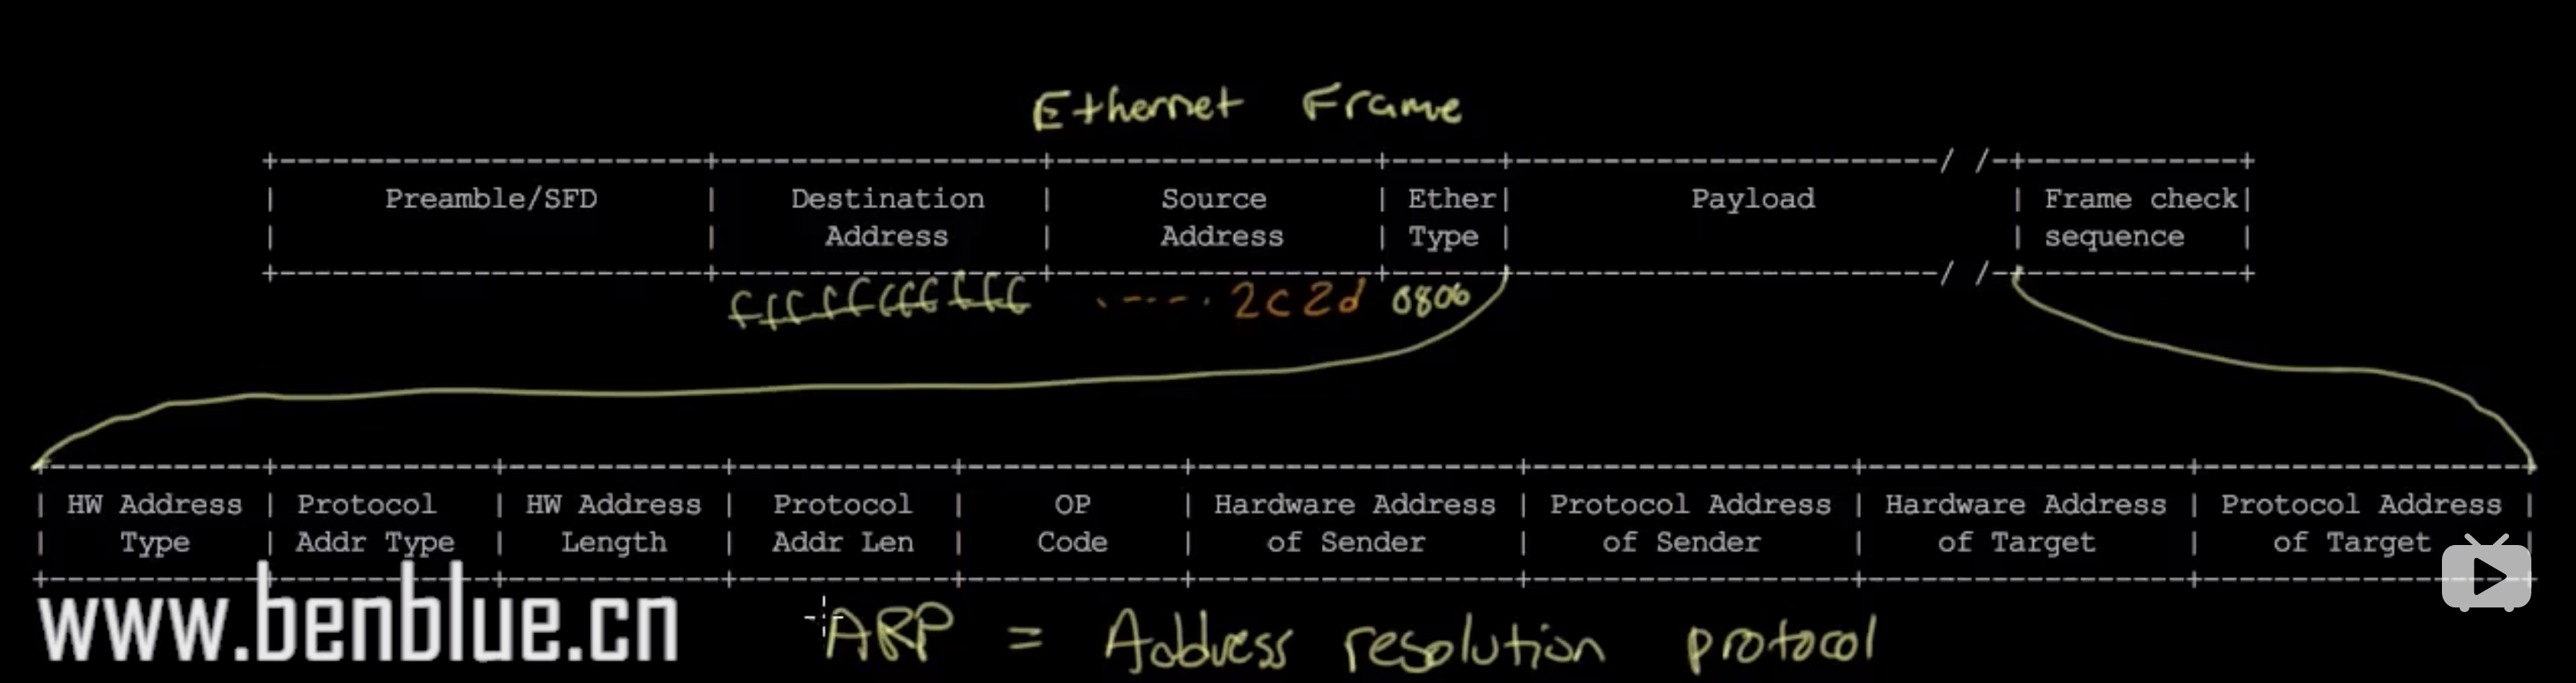 Ethernet Frame
Preamble/SFD
Destination Address
Source Address
Ether Type
Payload
Frame check sequence
ffffffffffff
2c2d
0806
HW Address Type
Protocol Addr Type
HW Address Length
Protocol Addr Len
OP Code
Hardware Address of Sender
Protocol Address of Sender
Hardware Address of Target
Protocol Address of Target
www.benblue.cn
ARP = Address resolution protocol